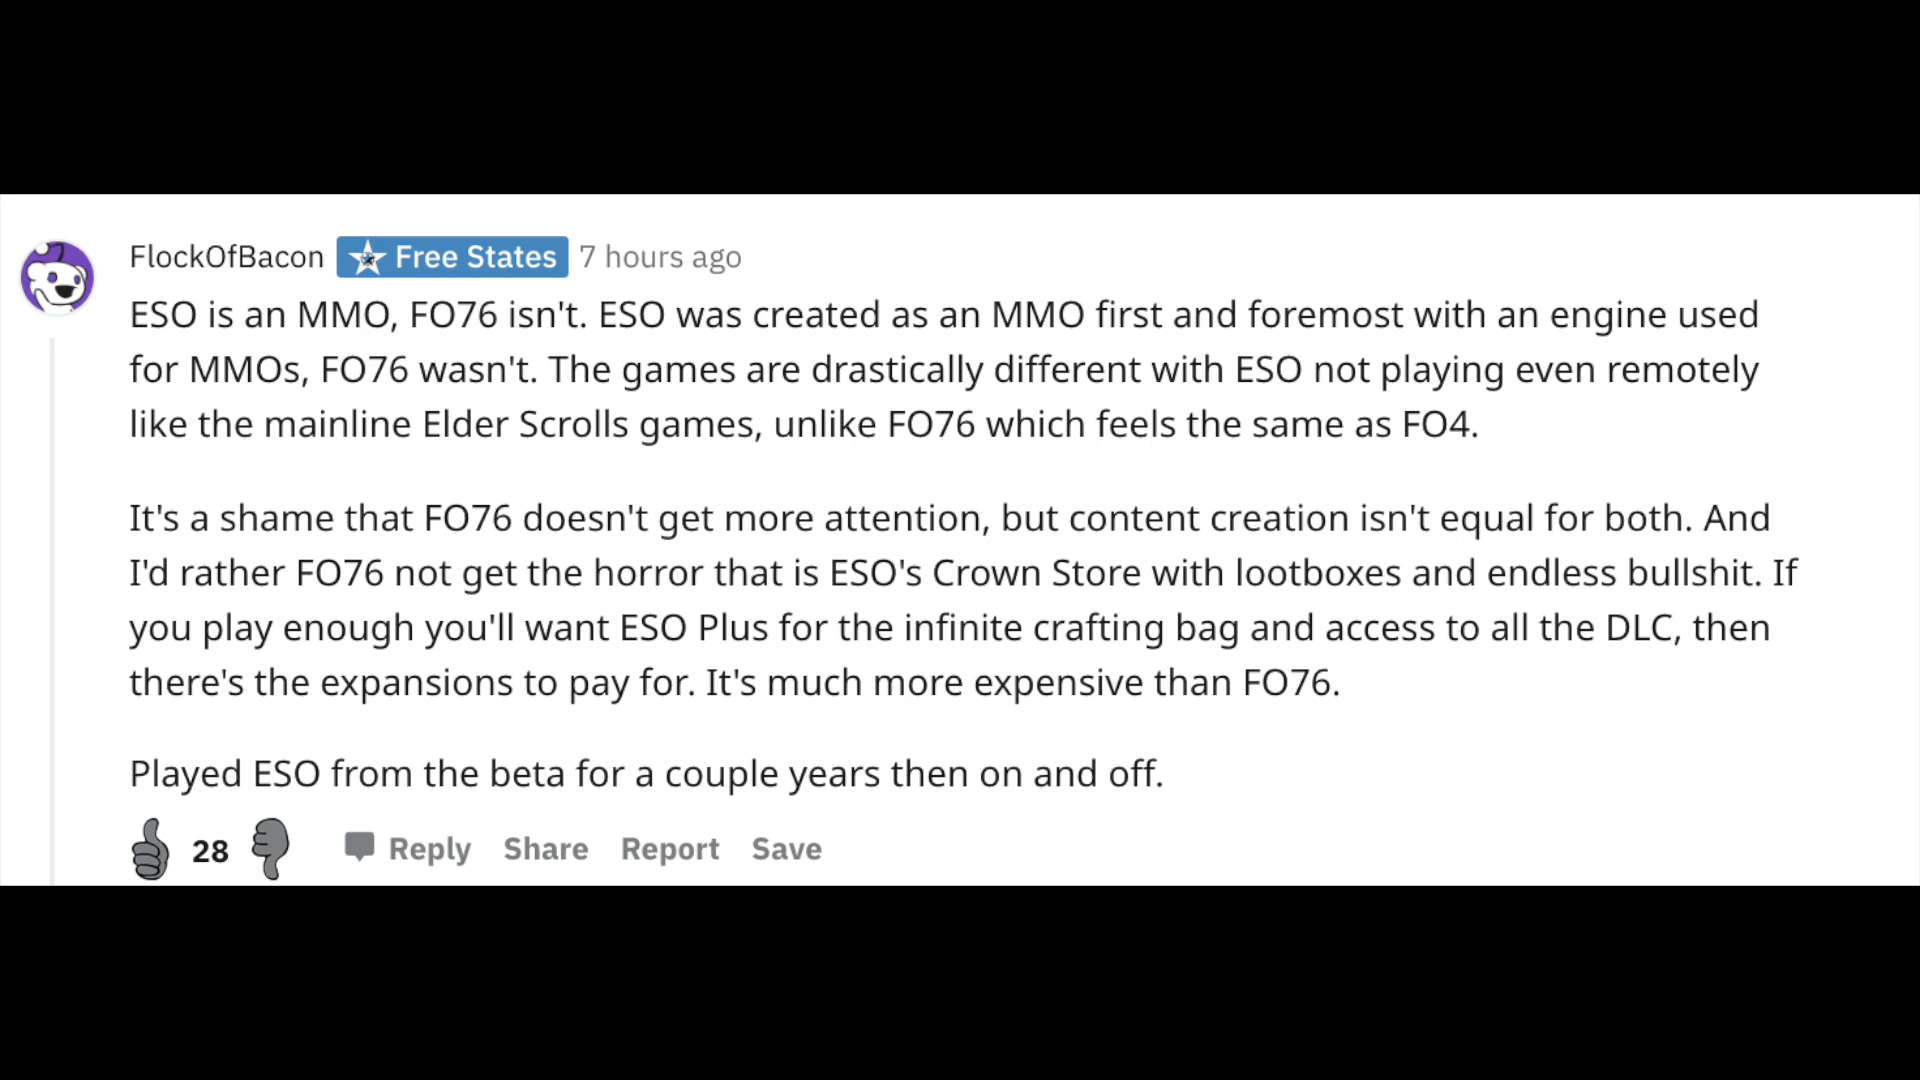 FlockOfBacon Free States 7 hours ago
ESO is an MMO, FO76 isn't. ESO was created as an MMO first and foremost with an engine used
for MMOs, FO76 wasn't. The games are drastically different with ESO not playing even remotely
like the mainline Elder Scrolls games, unlike FO76 which feels the same as FO4.
It's a shame that FO76 doesn't get more attention, but content creation isn't equal for both. And
I'd rather FO76 not get the horror that is ESO's Crown Store with lootboxes and endless bullshit. If
you play enough you'll want ESO Plus for the infinite crafting bag and access to all the DLC, then
there's the expansions to pay for. It's much more expensive than FO76.
Played ESO from the beta for a couple years then on and off.
28 Reply Share Report Save